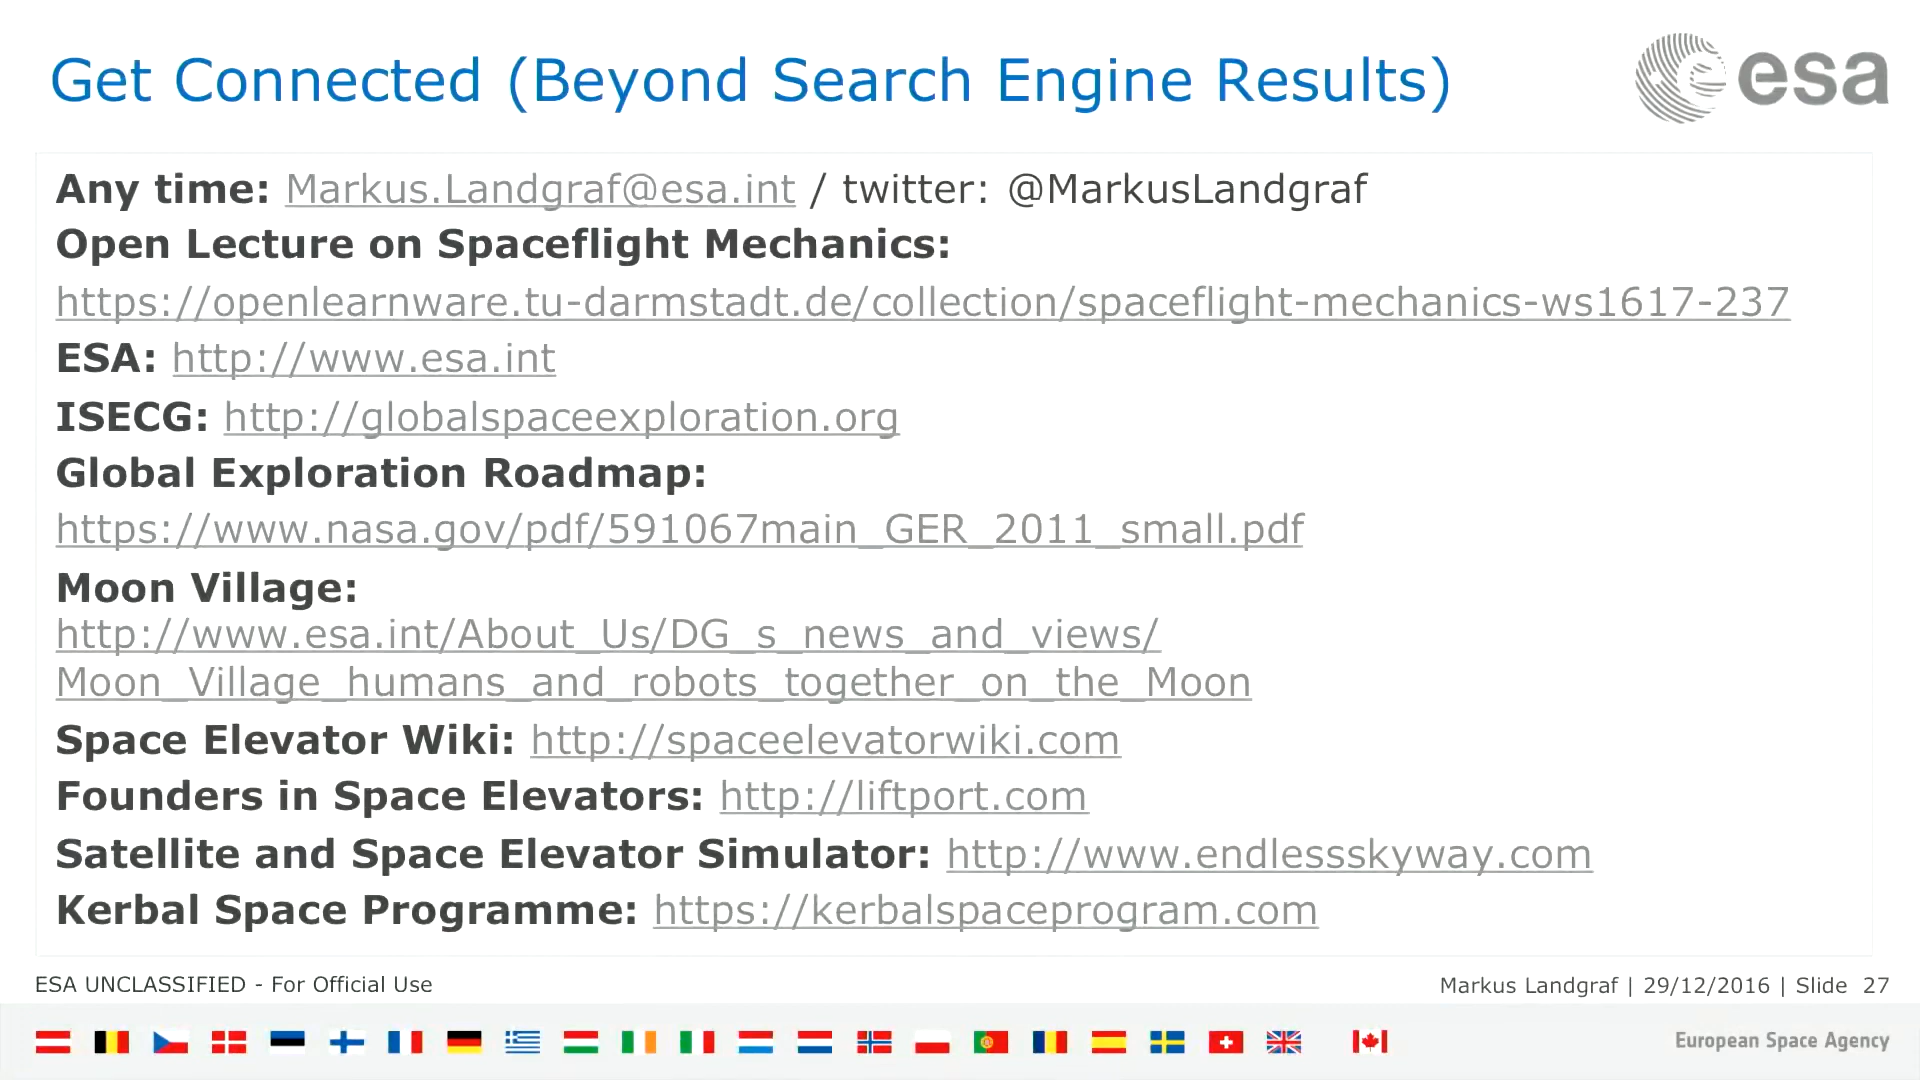 Get Connected (Beyond Search Engine Results)
esa
Any time: Markus.Landgraf@esa.int / twitter: @MarkusLandgraf
Open Lecture on Spaceflight Mechanics:
https://openlearnware.tu-darmstadt.de/collection/spaceflight-mechanics-ws1617-237
ESA: http://www.esa.int
ISECG: http://globalspaceexploration.org
Global Exploration Roadmap:
https://www.nasa.gov/pdf/591067main_GER_2011_small.pdf
Moon Village:
http://www.esa.int/About_Us/DG_s_news_and_views/
Moon_Village_humans_and_robots_together_on_the_Moon
Space Elevator Wiki: http://spaceelevatorwiki.com
Founders in Space Elevators: http://liftport.com
Satellite and Space Elevator Simulator: http://www.endlessskyway.com
Kerbal Space Programme: https://kerbalspaceprogram.com
ESA UNCLASSIFIED - For Official Use
Markus Landgraf | 29/12/2016 | Slide 27
European Space Agency